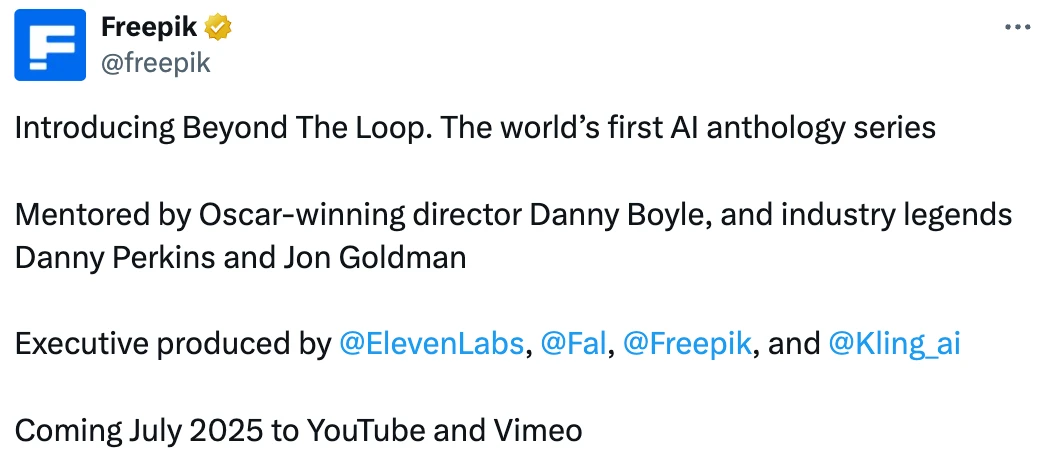 Freepik
@freepik
Introducing Beyond The Loop. The world's first AI anthology series
Mentored by Oscar-winning director Danny Boyle, and industry legends
Danny Perkins and Jon Goldman
Executive produced by @ElevenLabs, @Fal, @Freepik, and @Kling_ai
Coming July 2025 to YouTube and Vimeo